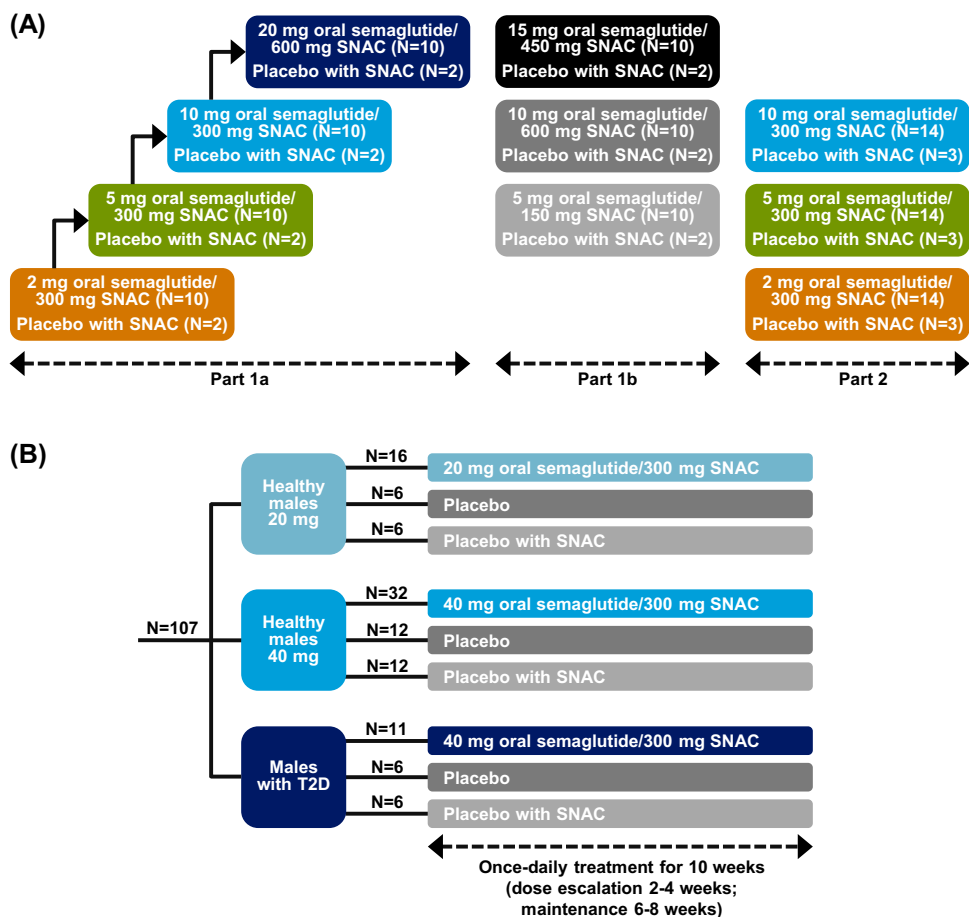 (A)
20 mg oral semaglutide/
600 mg SNAC (N=10)
Placebo with SNAC (N=2)
10 mg oral semaglutide/
300 mg SNAC (N=10)
Placebo with SNAC (N=2)
5 mg oral semaglutide/
300 mg SNAC (N=10)
Placebo with SNAC (N=2)
2 mg oral semaglutide/
300 mg SNAC (N=10)
Placebo with SNAC (N=2)
Part 1a
15 mg oral semaglutide/
450 mg SNAC (N=10)
Placebo with SNAC (N=2)
10 mg oral semaglutide/
600 mg SNAC (N=10)
Placebo with SNAC (N=2)
5 mg oral semaglutide/
150 mg SNAC (N=10)
Placebo with SNAC (N=2)
Part 1b
10 mg oral semaglutide/
300 mg SNAC (N=14)
Placebo with SNAC (N=3)
5 mg oral semaglutide/
300 mg SNAC (N=14)
Placebo with SNAC (N=3)
2 mg oral semaglutide/
300 mg SNAC (N=14)
Placebo with SNAC (N=3)
Part 2
(B)
N=107
Healthy
males
20 mg
N=16
20 mg oral semaglutide/300 mg SNAC
N=6
Placebo
N=6
Placebo with SNAC
Healthy
males
40 mg
N=32
40 mg oral semaglutide/300 mg SNAC
N=12
Placebo
N=12
Placebo with SNAC
Males
with T2D
N=11
40 mg oral semaglutide/300 mg SNAC
N=6
Placebo
N=6
Placebo with SNAC
Once-daily treatment for 10 weeks
(dose escalation 2-4 weeks;
maintenance 6-8 weeks)